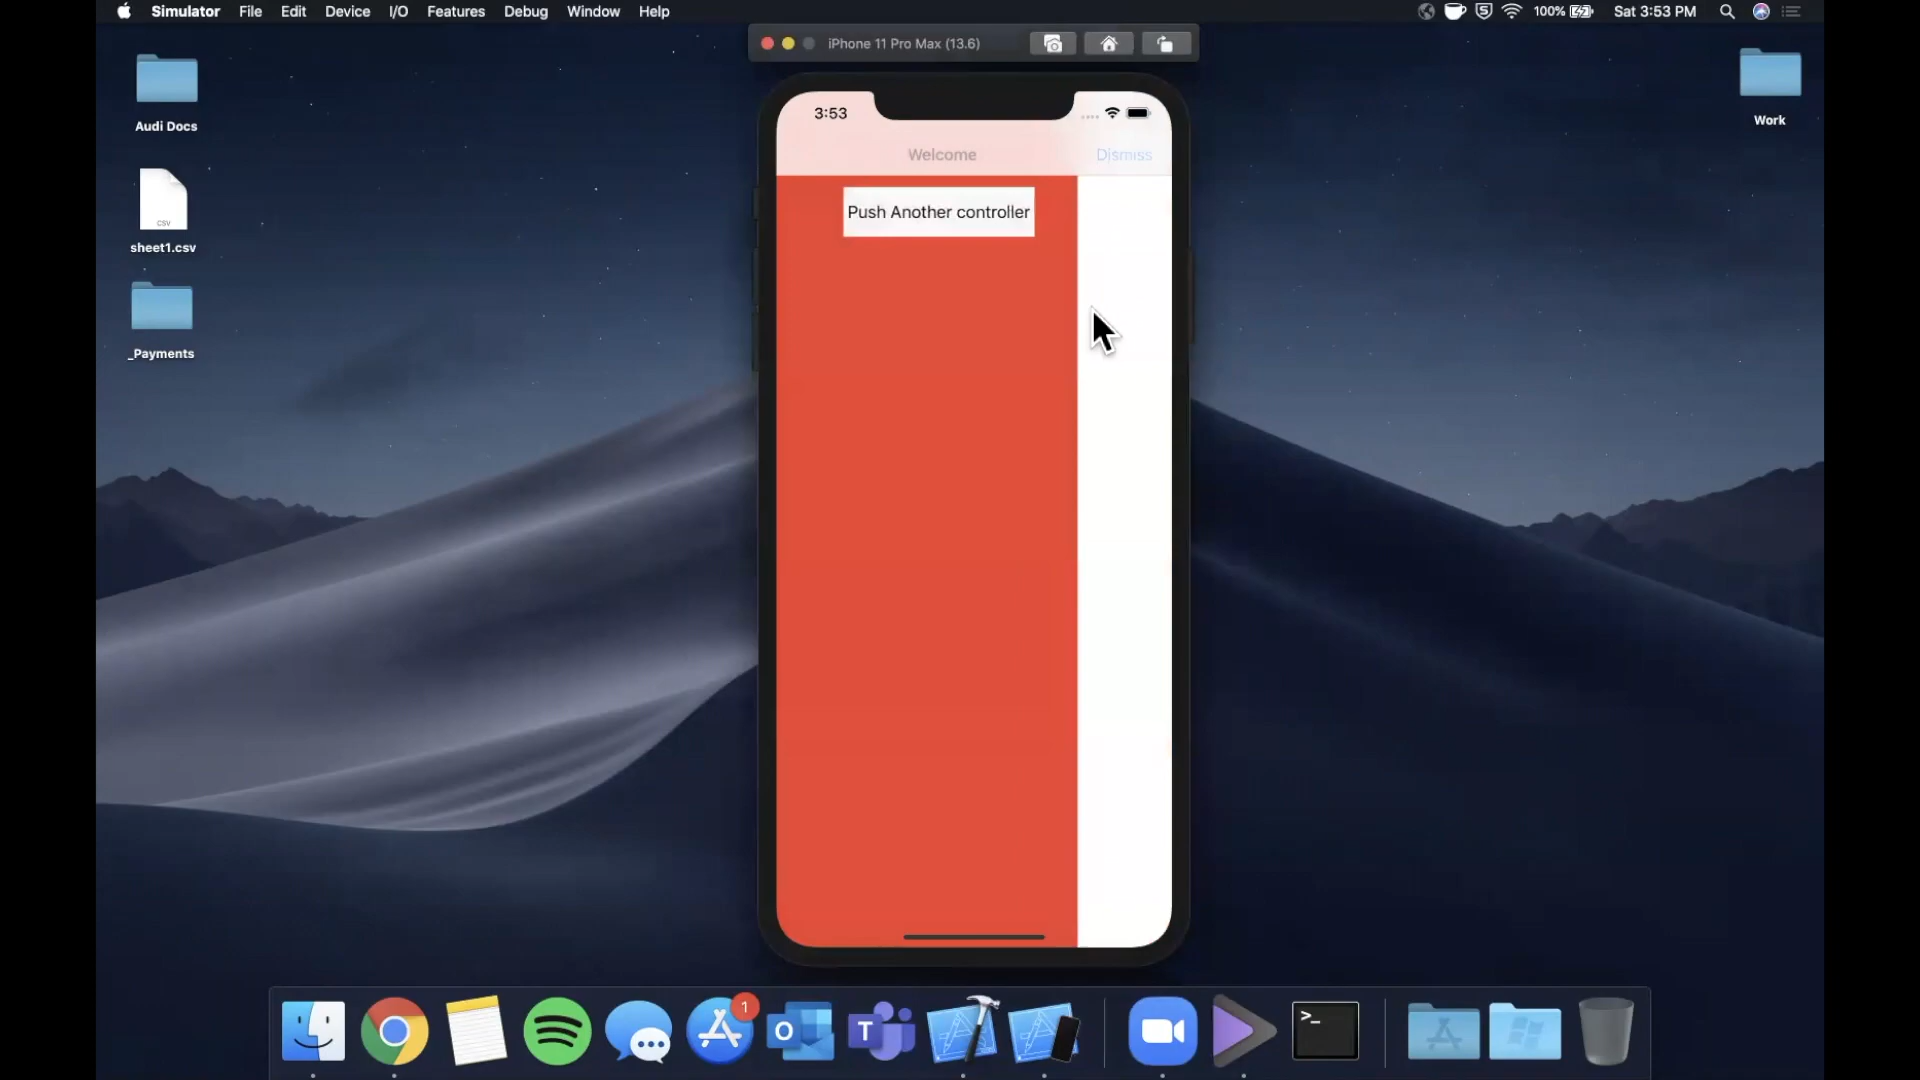 Simulator File Edit Device I/O Features Debug Window Help
S 100% Sat 3:53 PM
iPhone 11 Pro Max (13.6)
Audi Docs
sheet1.csv
CSV
_Payments
Work
3:53
Welcome
Dismiss
Push Another controller
1
O
T
>_